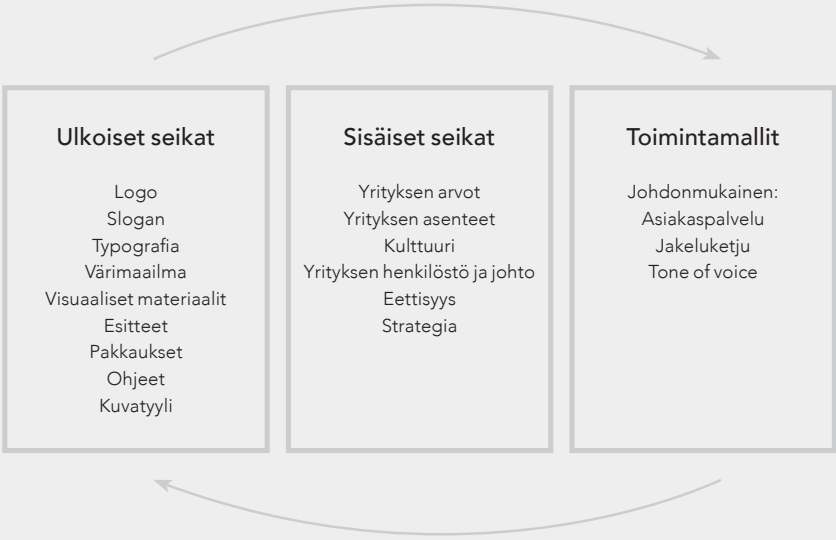 Ulkoiset seikat
Logo
Slogan
Typografia
Värimaailma
Visuaaliset materiaalit
Esitteet
Pakkaukset
Ohjeet
Kuvatyyli
Sisäiset seikat
Yrityksen arvot
Yrityksen asenteet
Kulttuuri
Yrityksen henkilöstö ja johto
Eettisyys
Strategia
Toimintamallit
Johdonmukainen:
Asiakaspalvelu
Jakeluketju
Tone of voice